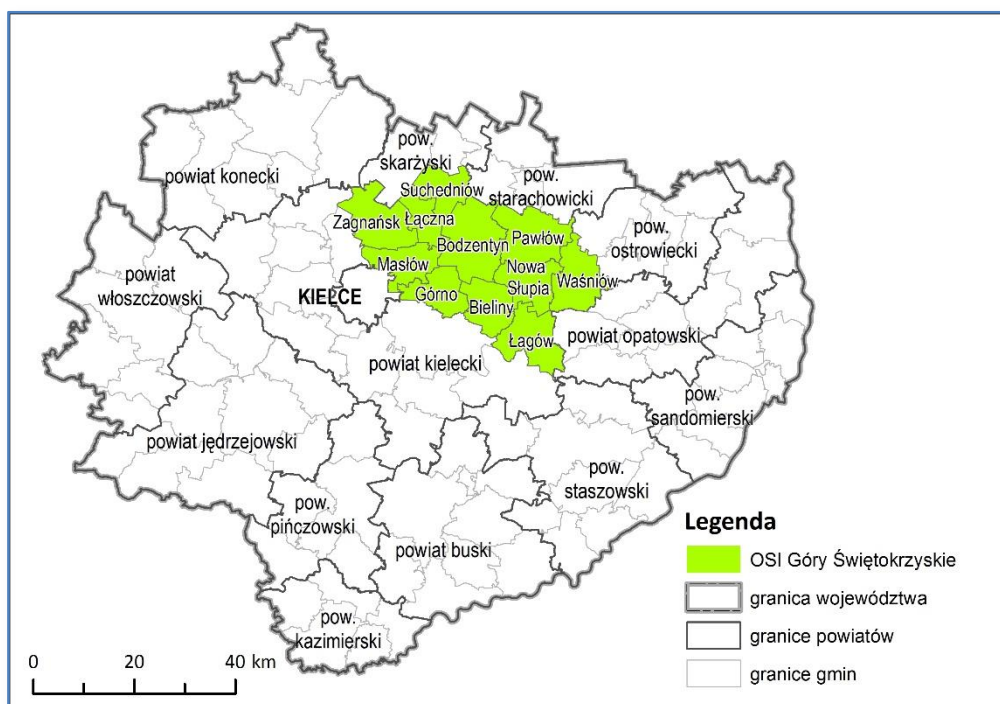 pow.
skarżyski
powiat konecki
Suchedniów
pow.
starachowicki
Zagnańsk
Łączna
Bodzentyn
Pawłów
pow.
ostrowiecki
Masłów
Nowa
Słupia
Waśniów
powiat
włoszczowski
KIELCE
Górno
Bieliny
Łagów
powiat opatowski
powiat kielecki
pow.
sandomierski
powiat jędrzejowski
pow.
staszowski
pow.
pińczowski
powiat buski
pow.
kazimierski
Legenda
OSI Góry Świętokrzyskie
granica województwa
granice powiatów
granice gmin
0 20 40 km